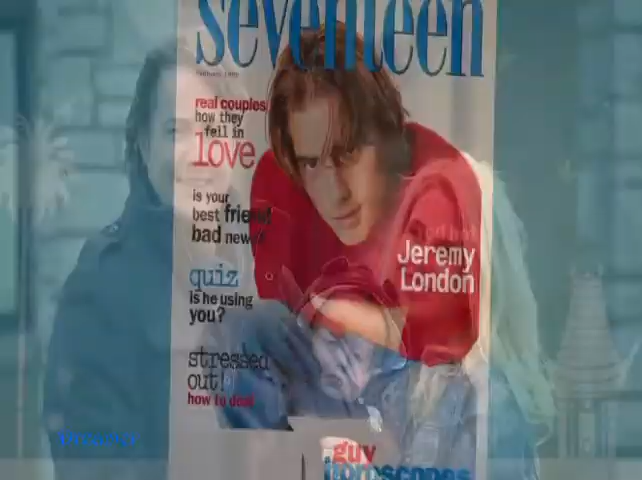 seventeen
real couples
how they
fell in
love
is your
best friend
bad news?
Jeremy
London
quiz
is he using
you?
stressed
out!
how to deal
guy
horoscopes